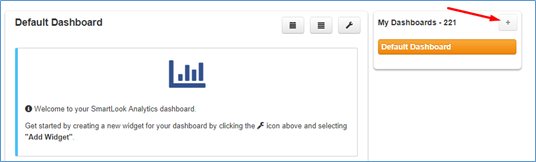 Default Dashboard
My Dashboards - 221
+
Default Dashboard
Welcome to your SmartLook Analytics dashboard.
Get started by creating a new widget for your dashboard by clicking the icon above and selecting
"Add Widget".